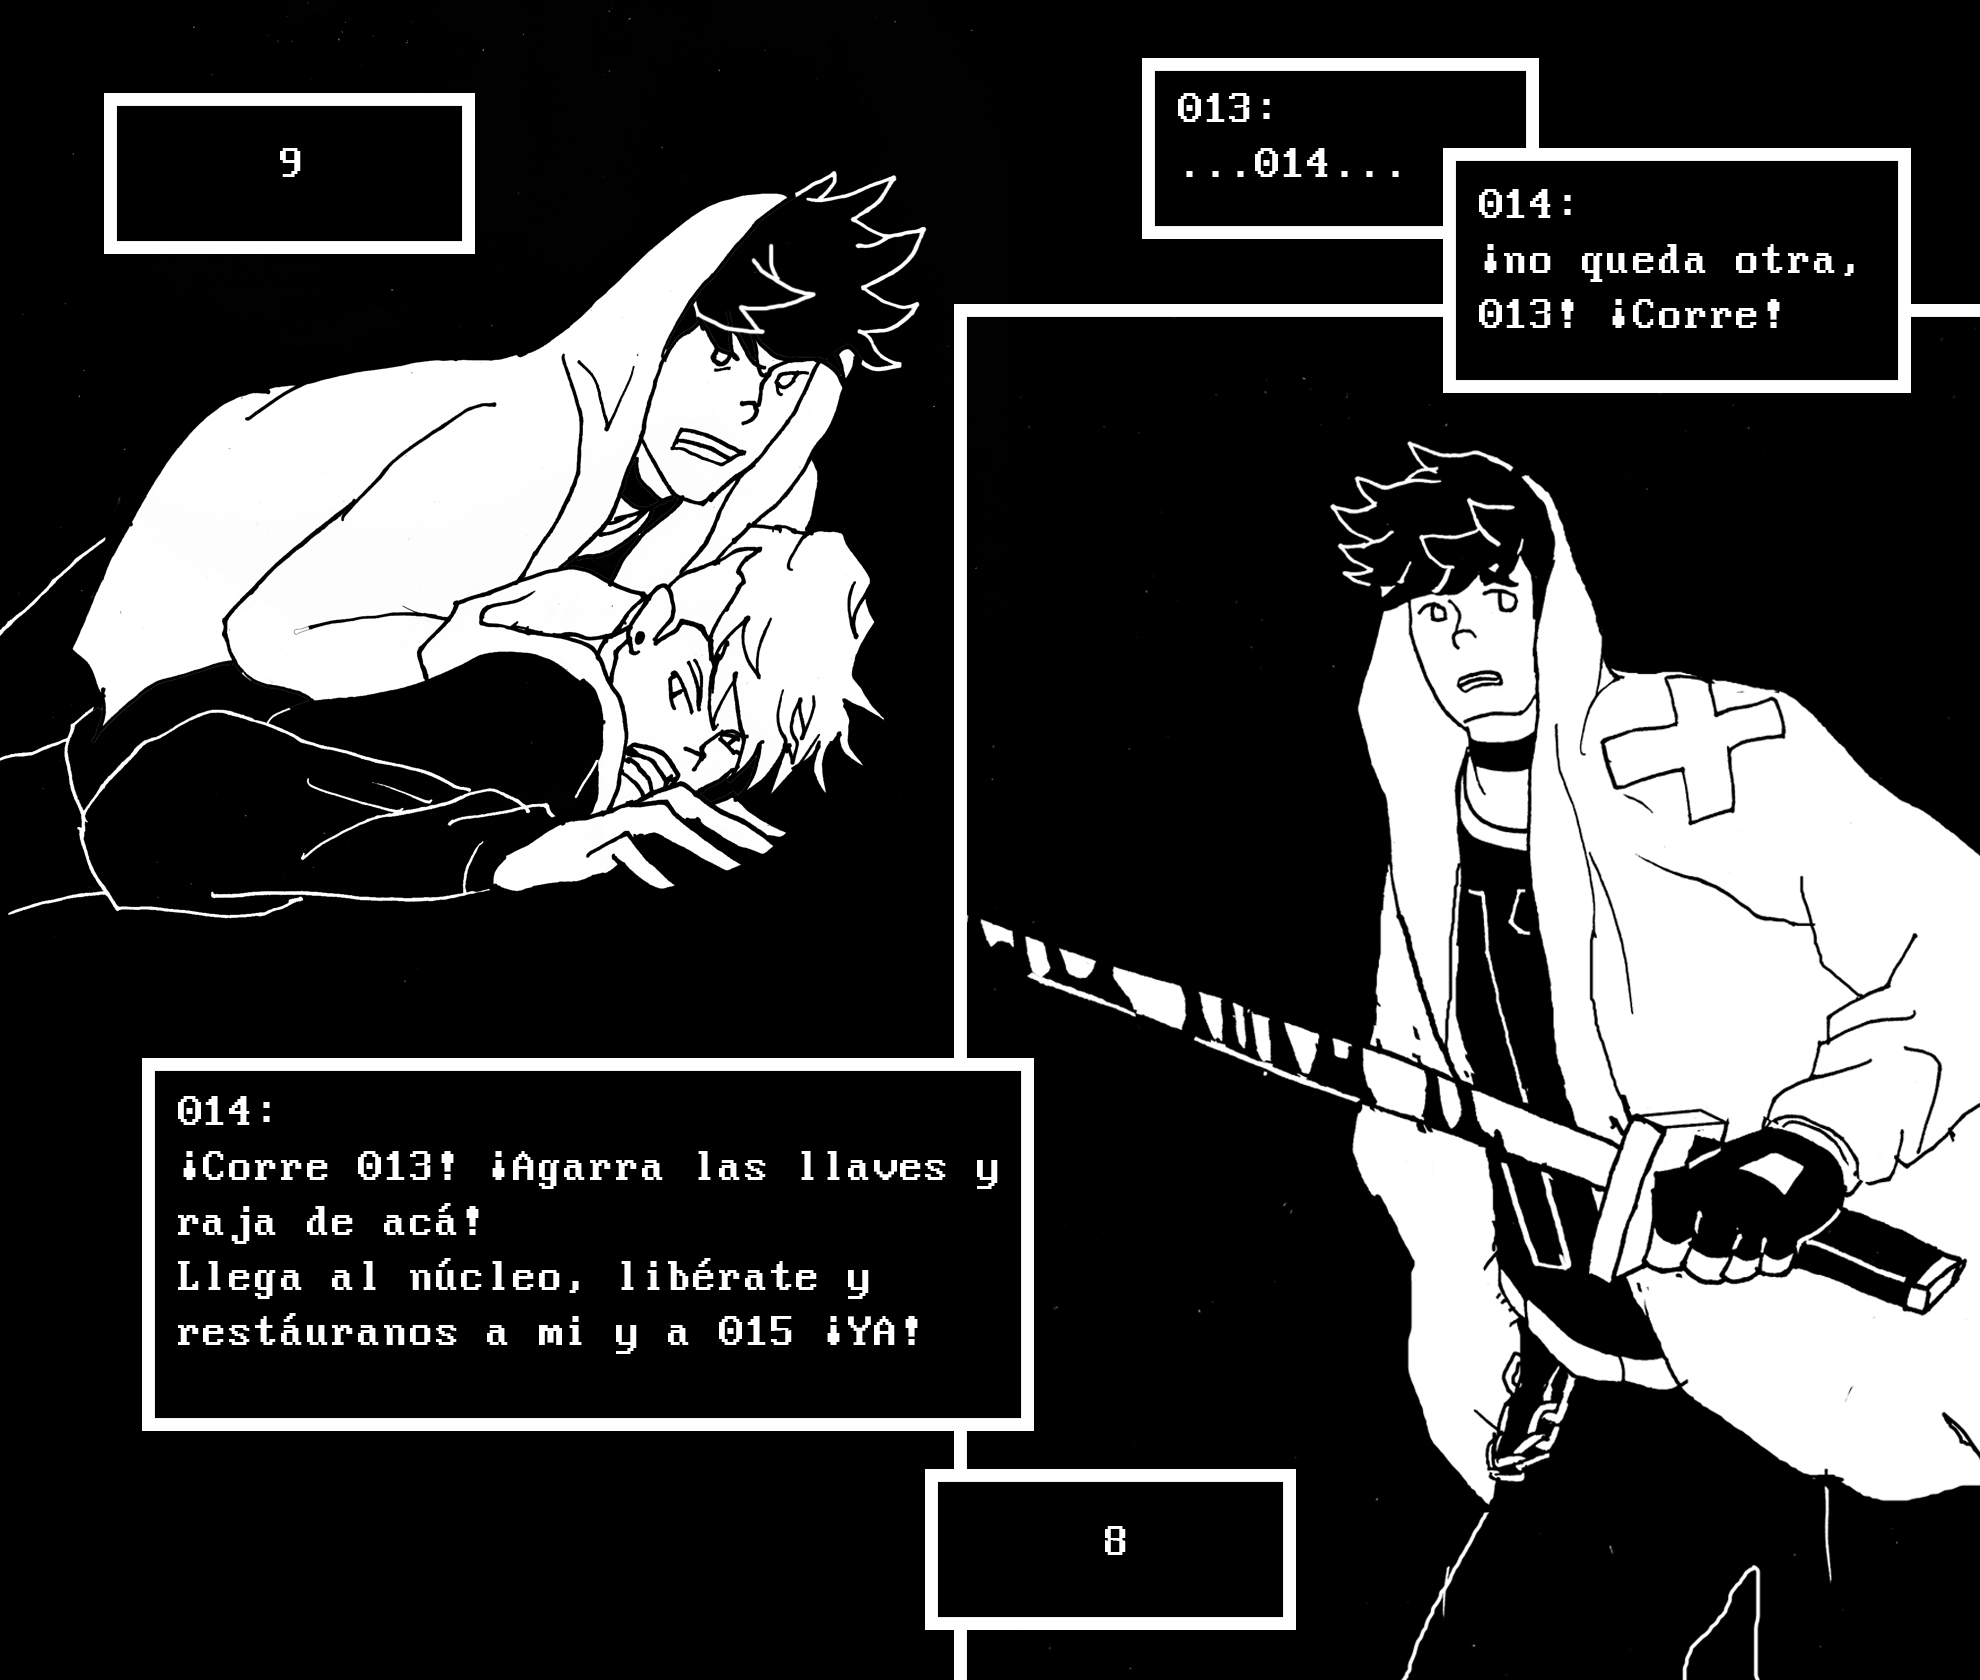 9
014:
¡Corre 013! ¡Agarra las llaves y
raja de acá!
Llega al núcleo, libérate y
restáuranos a mi y a 015 ¡YA!
013:
...014...
014:
¡no queda otra,
013! ¡Corre!
8